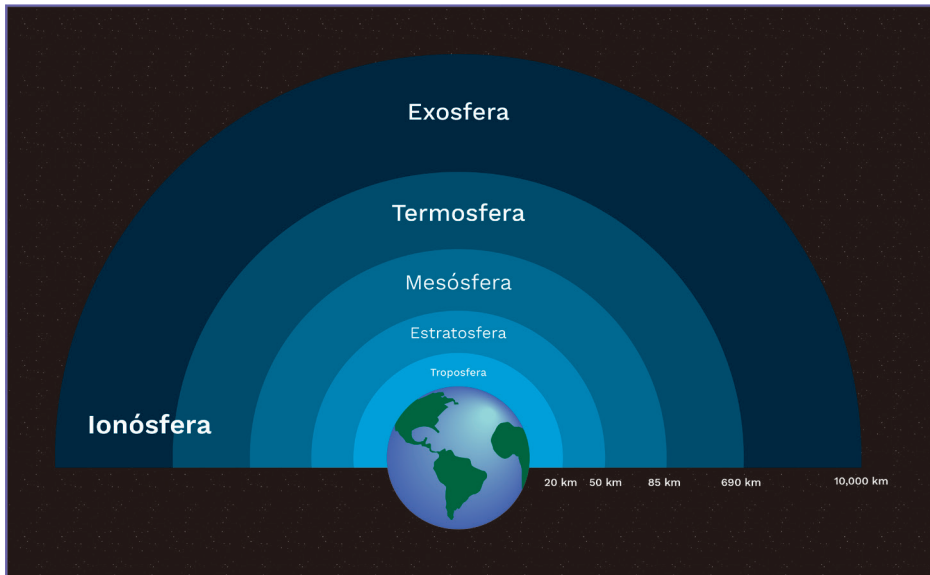 Exosfera
Termosfera
Mesósfera
Estratosfera
Troposfera
Ionósfera
20 km 50 km 85 km 690 km 10,000 km